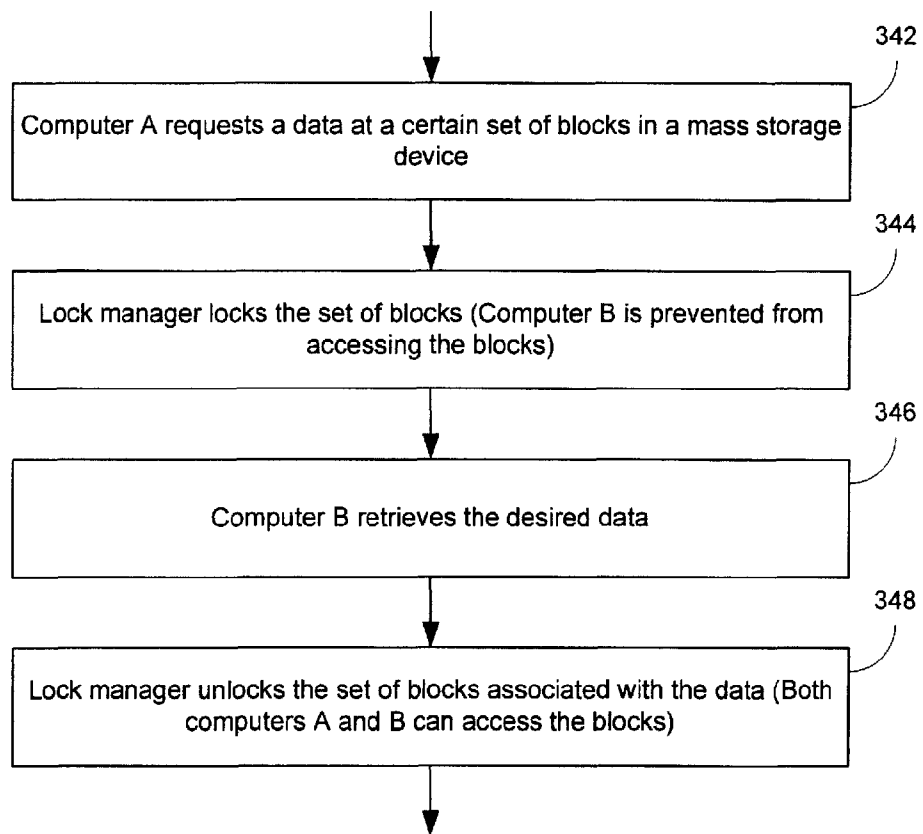 342
Computer A requests a data at a certain set of blocks in a mass storage
device
344
Lock manager locks the set of blocks (Computer B is prevented from
accessing the blocks)
346
Computer B retrieves the desired data
348
Lock manager unlocks the set of blocks associated with the data (Both
computers A and B can access the blocks)